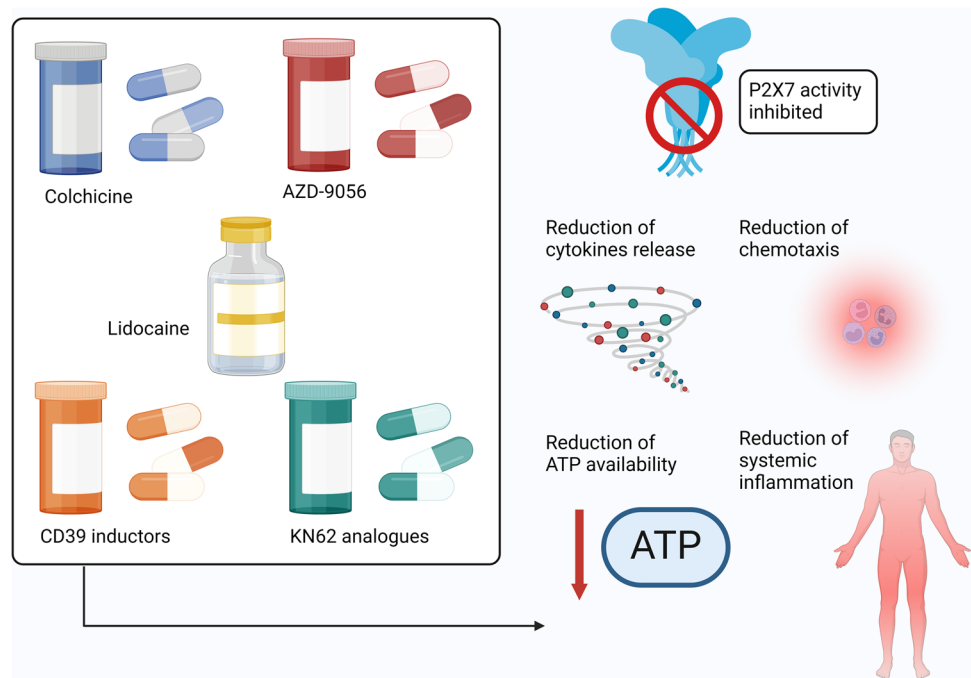 Colchicine
AZD-9056
Lidocaine
CD39 inductors
KN62 analogues
P2X7 activity
inhibited
Reduction of
cytokines release
Reduction of
chemotaxis
Reduction of
ATP availability
ATP
Reduction of
systemic
inflammation